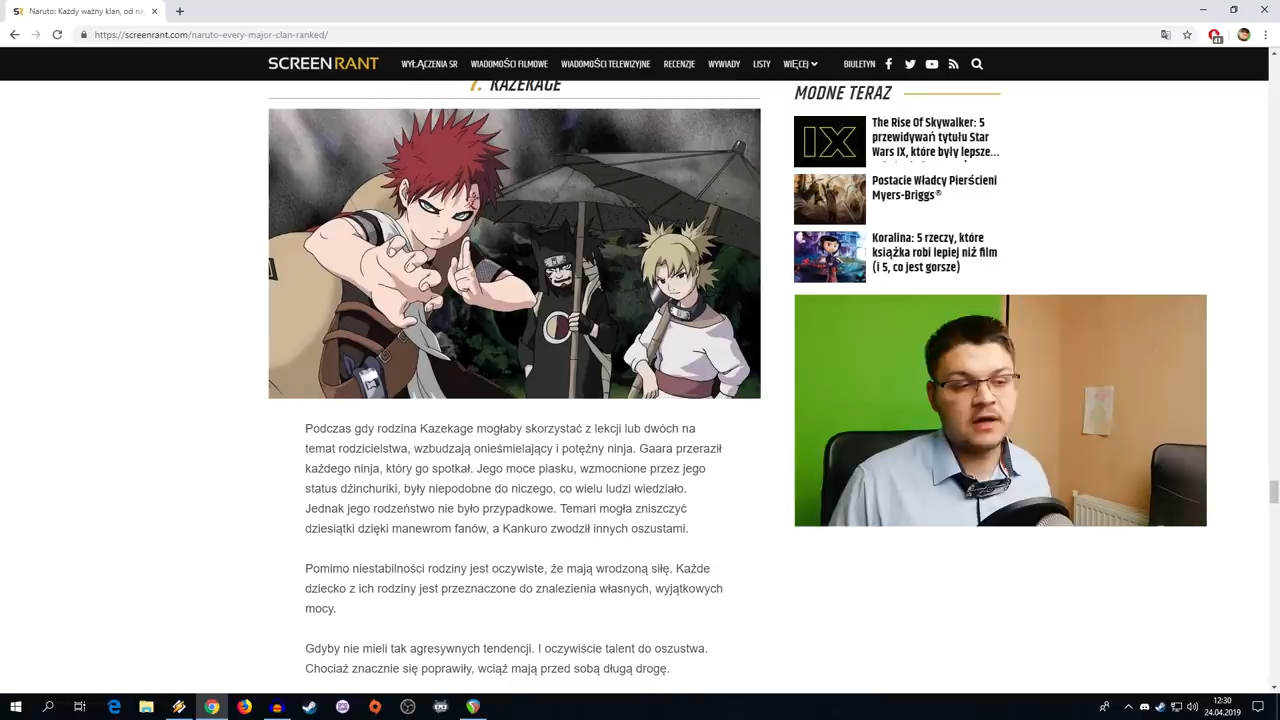 Naruto: Każdy ważny klan, od na
https://screenrant.com/naruto-every-major-clan-ranked/
41
SCREENRANT
WYŁĄCZENIA SR
WIADOMOŚCI FILMOWE
WIADOMOŚCI TELEWIZYJNE
RECENZJE
WYWIADY
LISTY
WIĘCEJ
BIULETYN
7. KAZEKAGE
Podczas gdy rodzina Kazekage mogłaby skorzystać z lekcji lub dwóch na
temat rodzicielstwa, wzbudzają onieśmielający i potężny ninja. Gaara przeraził
każdego ninja, który go spotkał. Jego moce piasku, wzmocnione przez jego
status dżinchuriki, były niepodobne do niczego, co wielu ludzi wiedziało.
Jednak jego rodzeństwo nie było przypadkowe. Temari mogła zniszczyć
dziesiątki dzięki manewrom fanów, a Kankuro zwodził innych oszustami.
Pomimo niestabilności rodziny jest oczywiste, że mają wrodzoną siłę. Każde
dziecko z ich rodziny jest przeznaczone do znalezienia własnych, wyjątkowych
mocy.
Gdyby nie mieli tak agresywnych tendencji. I oczywiście talent do oszustwa.
Chociaż znacznie się poprawiły, wciąż mają przed sobą długą drogę.
MODNE TERAZ
IX
The Rise Of Skywalker: 5
przewidywań tytułu Star
Wars IX, które były lepsze...
Postacie Władcy Pierścieni
Myers-Briggs®
Koralina: 5 rzeczy, które
książka robi lepiej niż film
(i 5, co jest gorsze)
12:30
24.04.2019